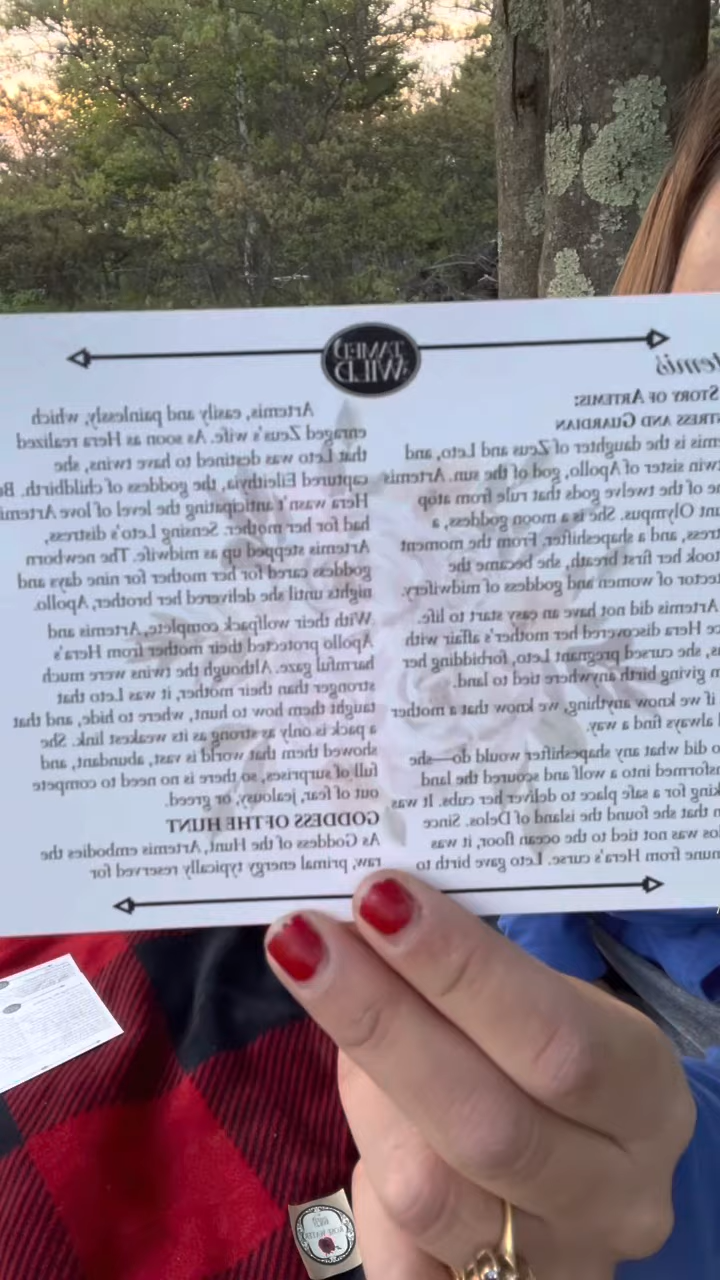 TAMED
WILD
STORY OF ARTEMIS:
AND GUARDIAN
is the daughter of Zeus and Leto, and
twin sister of Apollo, god of the sun. Artemis
of the twelve gods that rule from atop
Olympus. She is a moon goddess, a
and a shapeshifter. From the moment
took her first breath, she became the
of women and goddess of midwifery.
Artemis did not have an easy start to life.
Hera discovered her mother's affair with
she cursed pregnant Leto, forbidding her
giving birth anywhere tied to land.
if we know anything, we know that a mother
always find a way.
did what any shapeshifter would do—she
into a wolf and scoured the land
for a safe place to deliver her cubs. It was
that she found the island of Delos. Since
was not tied to the ocean floor, it was
from Hera's curse. Leto gave birth to
Artemis, easily and painlessly, which
enraged Zeus's wife. As soon as Hera realized
that Leto was destined to have twins, she
captured Eileithyia, the goddess of childbirth.
Hera wasn't anticipating the level of love Artemis
had for her mother. Sensing Leto's distress,
Artemis stepped up as midwife. The newborn
goddess cared for her mother for nine days and
nights until she delivered her brother, Apollo.
With their wolfpack complete, Artemis and
Apollo protected their mother from Hera's
harmful gaze. Although the twins were much
stronger than their mother, it was Leto that
taught them how to hunt, where to hide, and that
a pack is only as strong as its weakest link. She
showed them that world is vast, abundant, and
full of surprises, so there is no need to compete
out of fear, jealousy, or greed.
GODDESS OF THE HUNT
As Goddess of the Hunt, Artemis embodies the
raw, primal energy typically reserved for